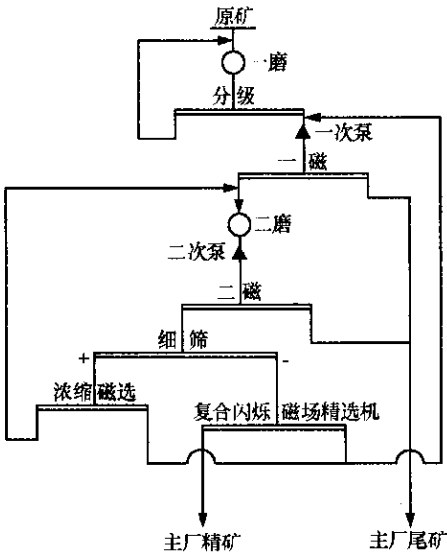 原矿
一磨
分级
一次泵
一磁
二磨
二次泵
二磁
细筛
+
-
浓缩磁选
复合闪烁磁场精选机
主厂精矿
主厂尾矿